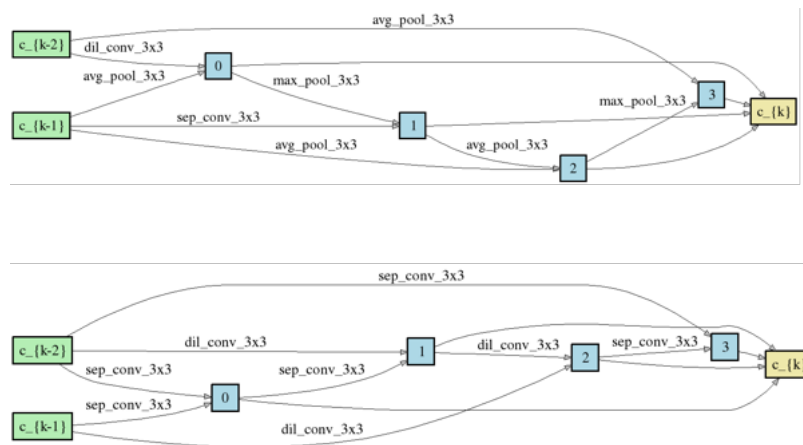 avg_pool_3x3
c_{k-2}
dil_conv_3x3
0
avg_pool_3x3
max_pool_3x3
3
max_pool_3x3
c_{k}
c_{k-1}
sep_conv_3x3
1
avg_pool_3x3
avg_pool_3x3
2
sep_conv_3x3
c_{k-2}
dil_conv_3x3
1
dil_conv_3x3
2
sep_conv_3x3
3
c_{k
sep_conv_3x3
sep_conv_3x3
0
sep_conv_3x3
c_{k-1}
dil_conv_3x3